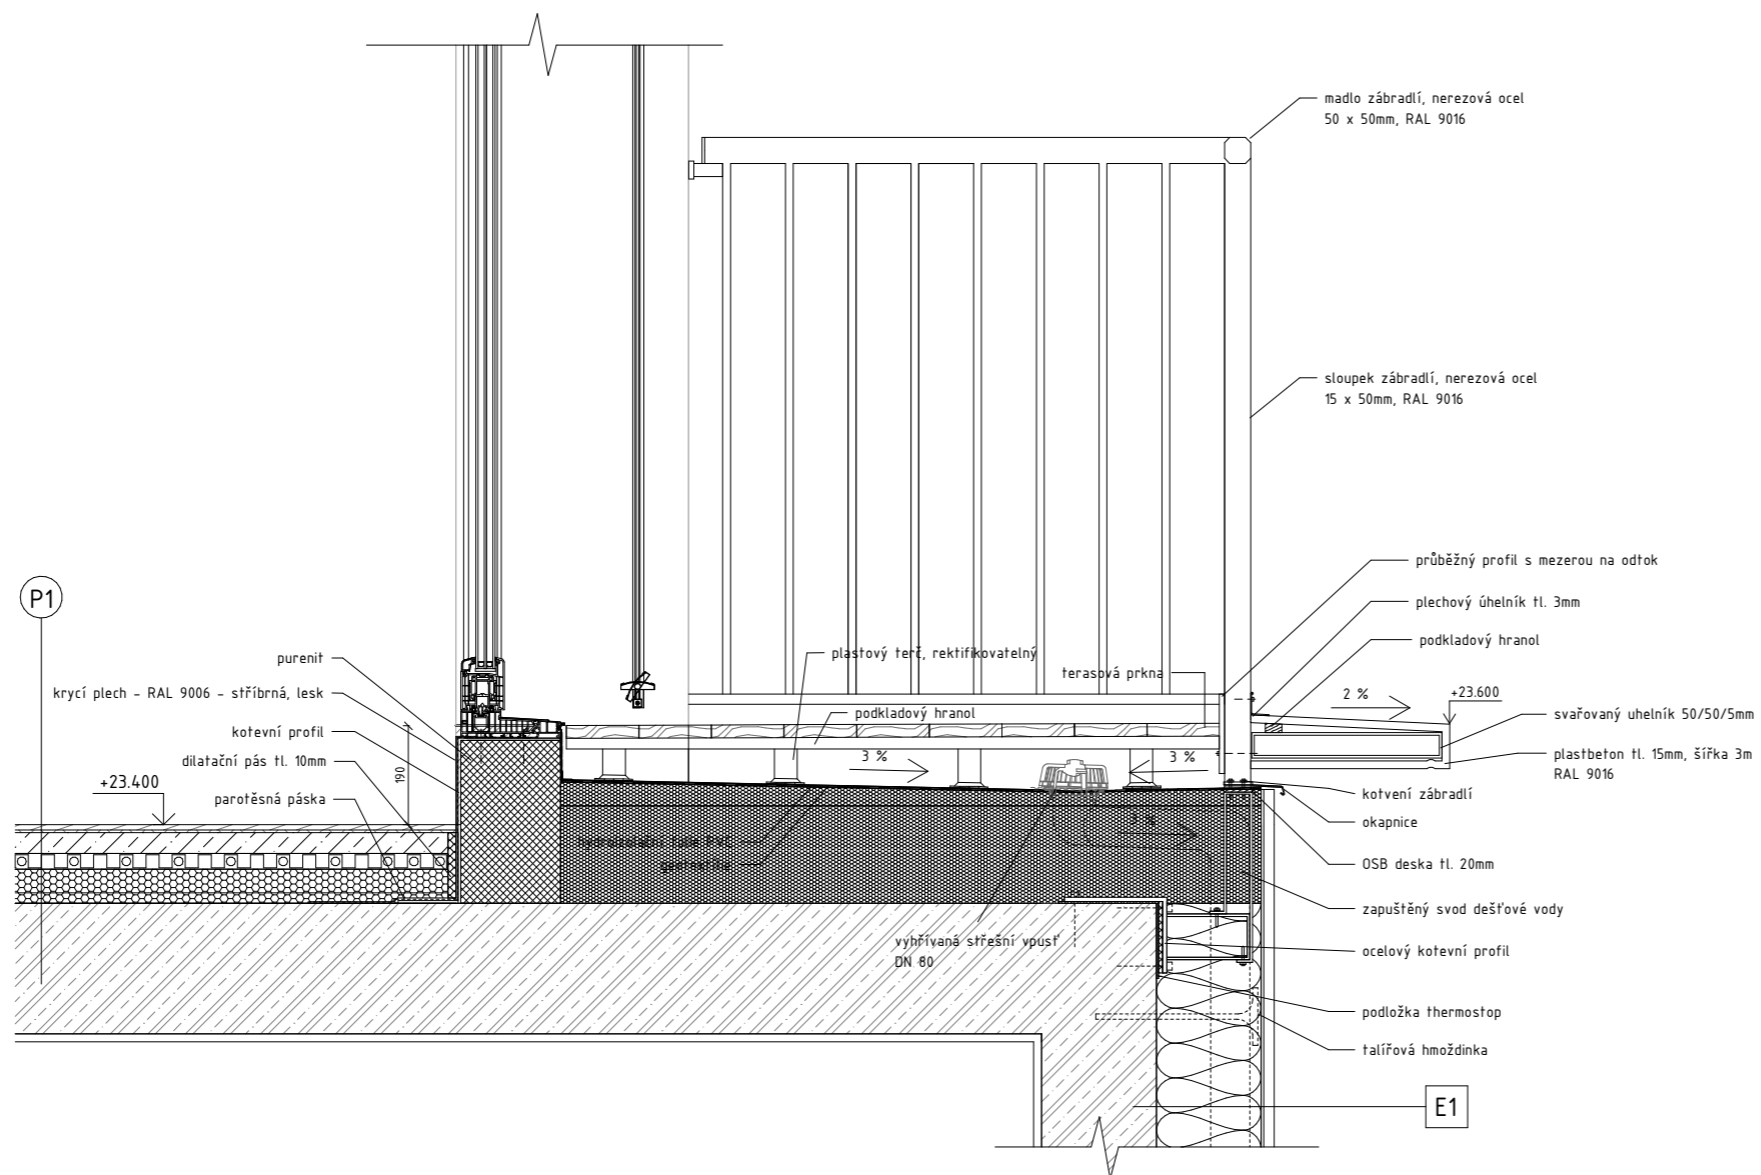 madlo zábradlí, nerezová ocel
50 x 50mm, RAL 9016
sloupek zábradlí, nerezová ocel
15 x 50mm, RAL 9016
průběžný profil s mezerou na odtok
plechový úhelník tl. 3mm
podkladový hranol
2 %
+23.600
svařovaný uhelník 50/50/5mm
plastbeton tl. 15mm, šířka 3m
RAL 9016
kotvení zábradlí
okapnice
OSB deska tl. 20mm
zapuštěný svod dešťové vody
ocelový kotevní profil
podložka thermostop
talířová hmoždinka
E1
P1
purenit
krycí plech - RAL 9006 - stříbrná, lesk
kotevní profil
dilatační pás tl. 10mm
+23.400
190
parotěsná páska
plastový terč, rektifikovatelný
terasová prkna
podkladový hranol
3 %
3 %
3 %
hydroizolační folie
geotextílie
vyhřívaná střešní vpusť
DN 80